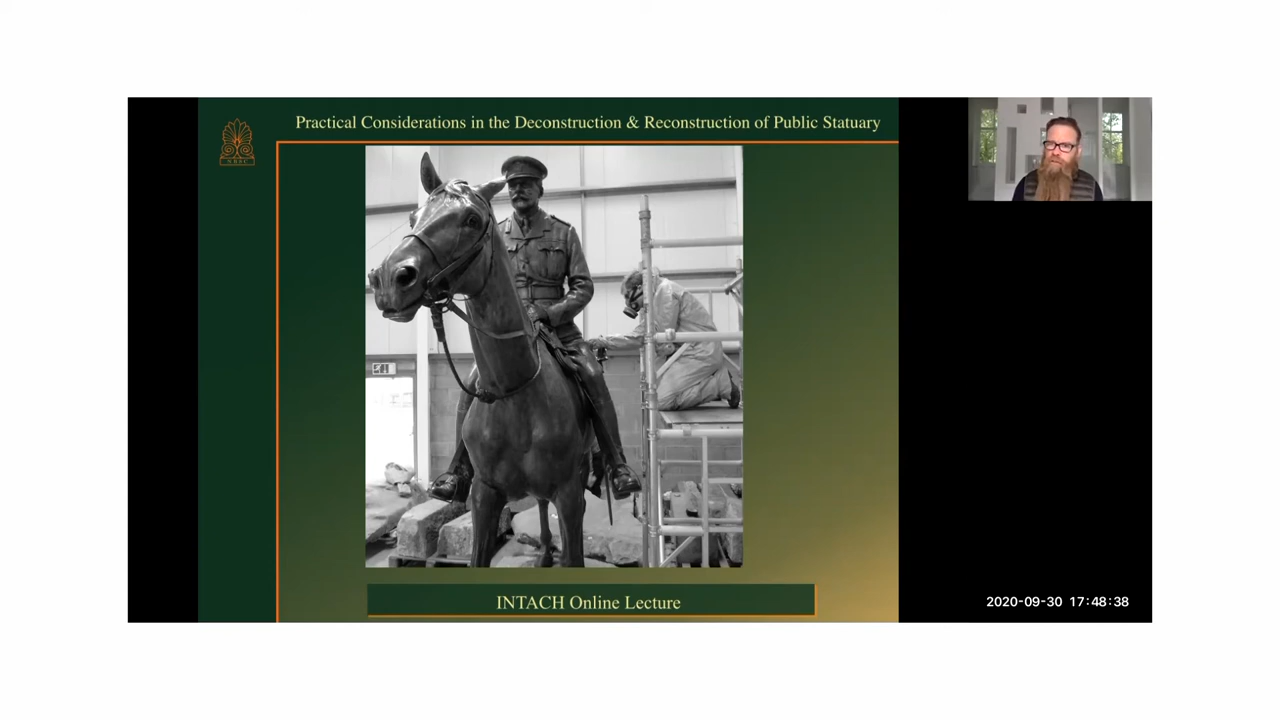 Practical Considerations in the Deconstruction & Reconstruction of Public Statuary
INTACH Online Lecture
2020-09-30 17:48:38